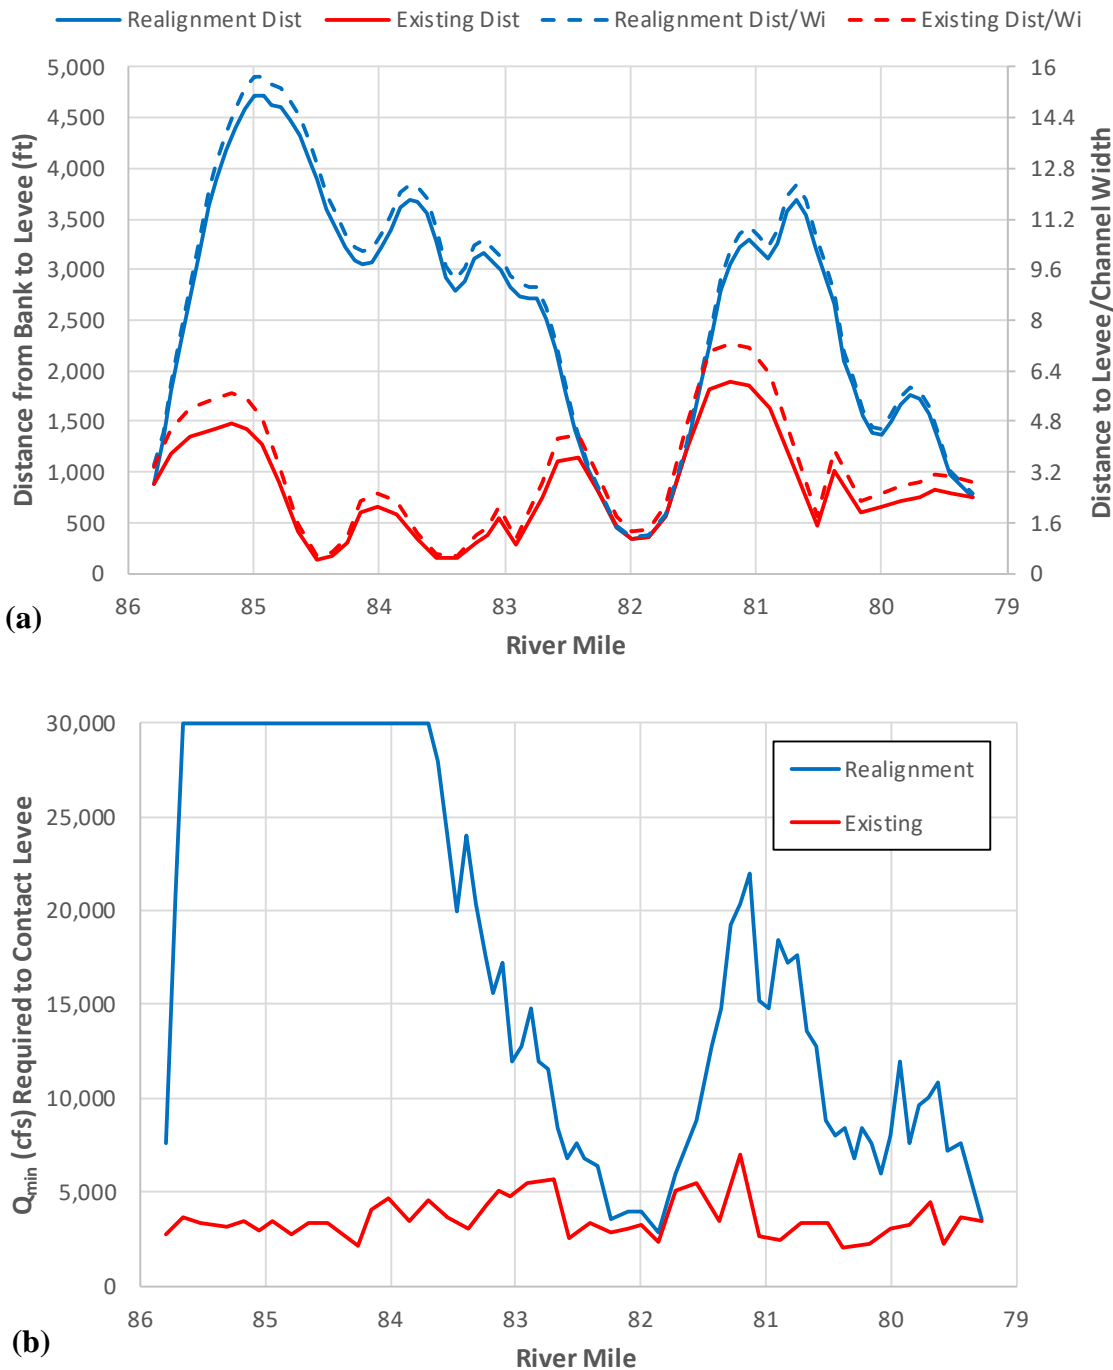 Realignment Dist Existing Dist Realignment Dist/Wi Existing Dist/Wi
5,000
4,500
4,000
3,500
3,000
2,500
2,000
1,500
1,000
500
0
Distance from Bank to Levee (ft)
16
14.4
12.8
11.2
9.6
8
6.4
4.8
3.2
1.6
0
Distance to Levee/Channel Width
86 85 84 83 82 81 80 79
River Mile
(a)
30,000
25,000
20,000
15,000
10,000
5,000
0
Qmin (cfs) Required to Contact Levee
Realignment
Existing
86 85 84 83 82 81 80 79
River Mile
(b)